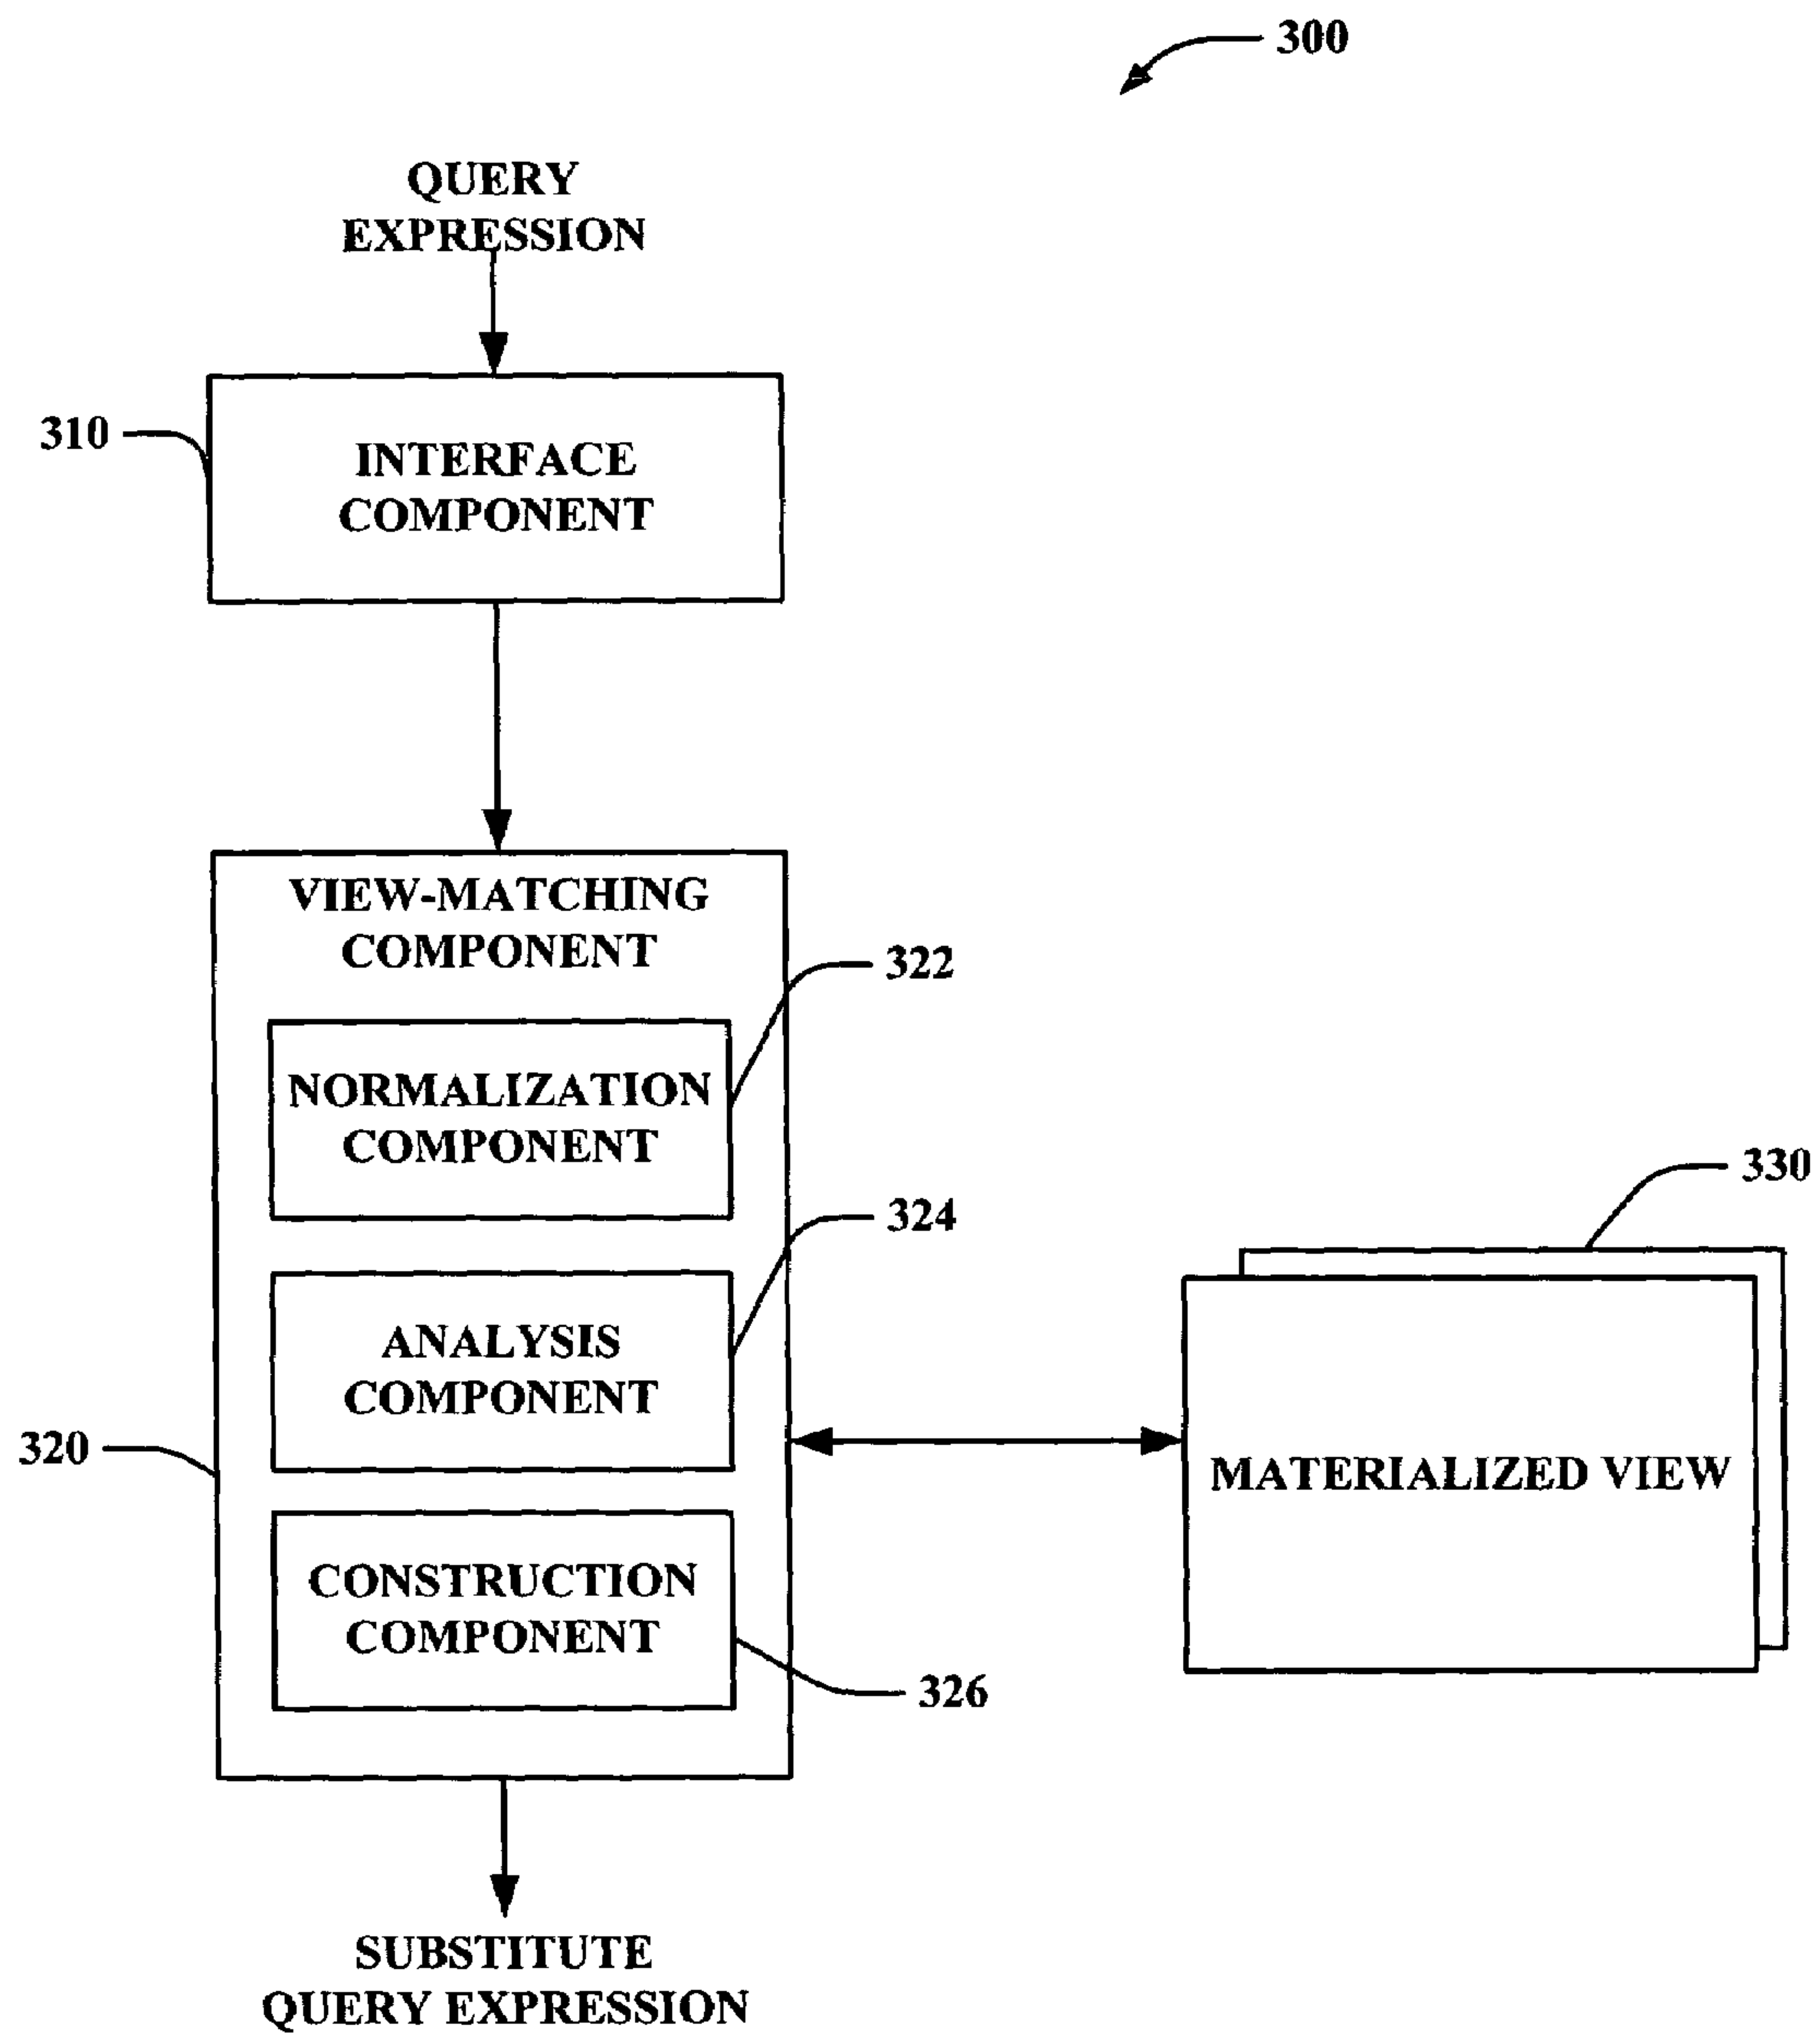 300
QUERY
EXPRESSION
310
INTERFACE
COMPONENT
VIEW-MATCHING
COMPONENT
322
NORMALIZATION
COMPONENT
330
324
ANALYSIS
COMPONENT
320
MATERIALIZED VIEW
CONSTRUCTION
COMPONENT
326
SUBSTITUTE
QUERY EXPRESSION